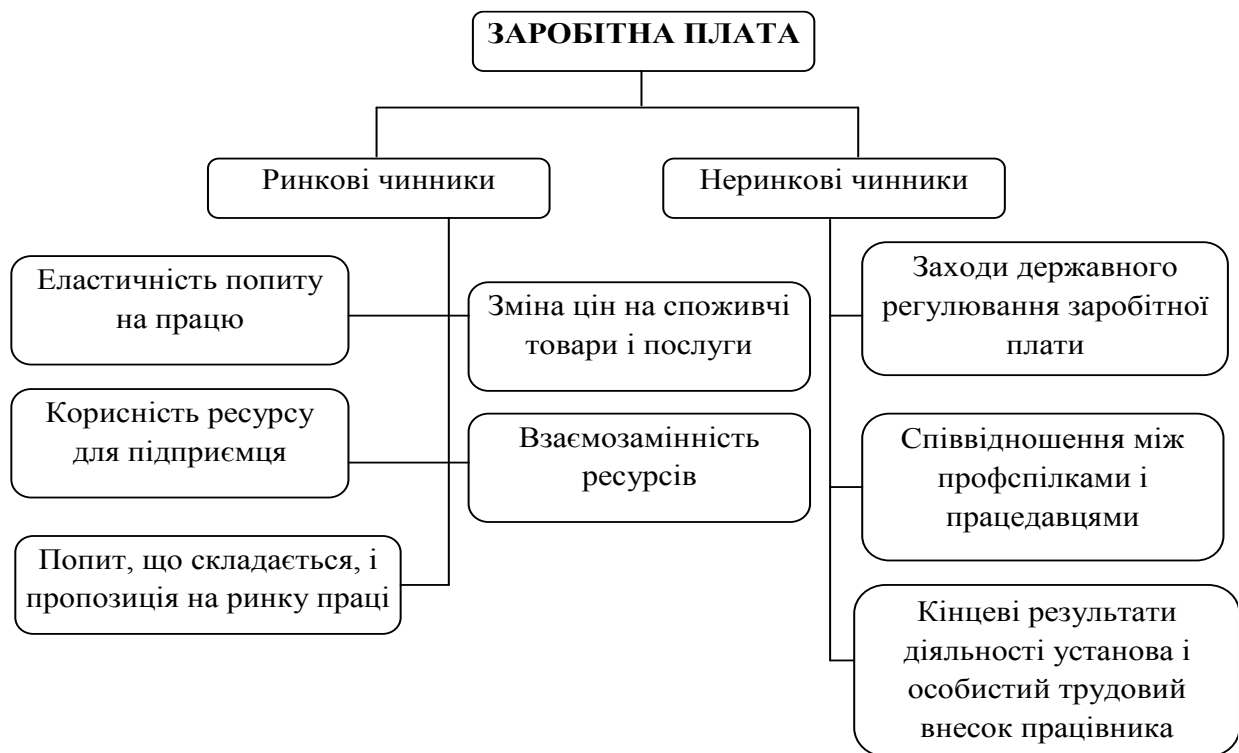 ЗАРОБІТНА ПЛАТА
Ринкові чинники
Неринкові чинники
Еластичність попиту
на працю
Зміна цін на споживчі
товари і послуги
Корисність ресурсу
для підприємця
Взаємозамінність
ресурсів
Попит, що складається, і
пропозиція на ринку праці
Заходи державного
регулювання заробітної
плати
Співвідношення між
профспілками і
працедавцями
Кінцеві результати
діяльності установа і
особистий трудовий
внесок працівника